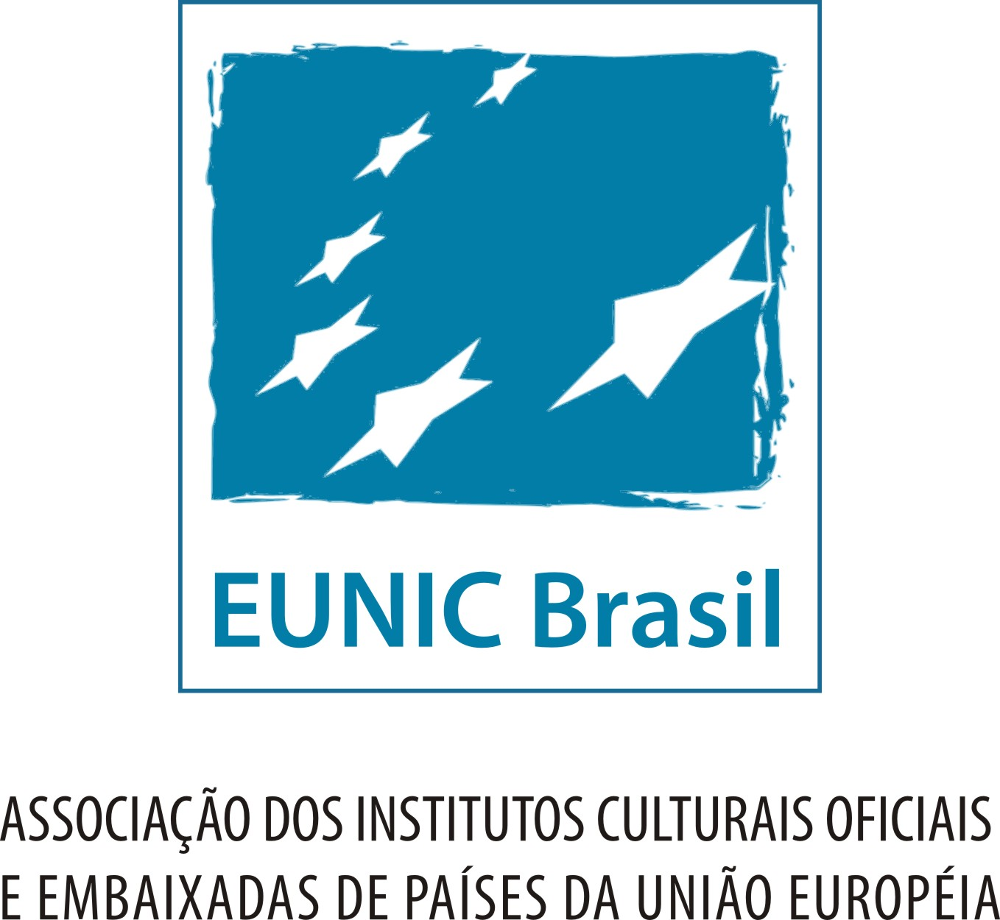 EUNIC Brasil
ASSOCIAÇÃO DOS INSTITUTOS CULTURAIS OFICIAIS
E EMBAIXADAS DE PAÍSES DA UNIÃO EUROPÉIA